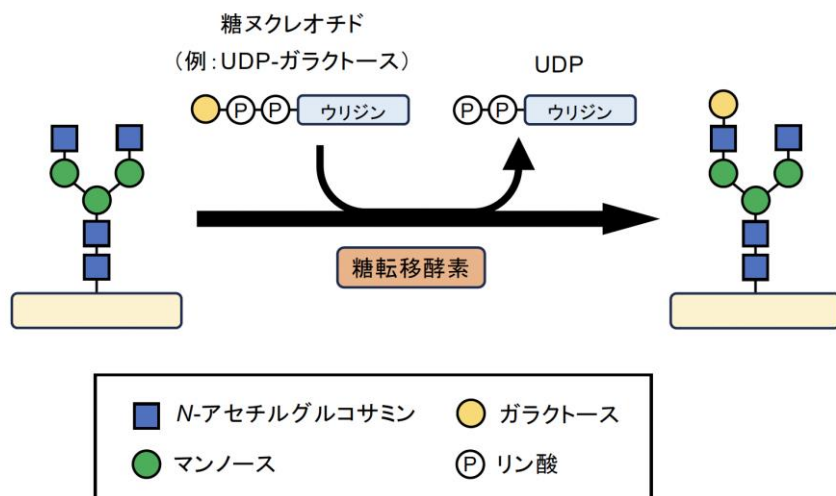 糖ヌクレオチド
（例：UDP-ガラクトース）
UDP
P P ウリジン
P P ウリジン
糖転移酵素
N-アセチルグルコサミン
ガラクトース
マンノース
P リン酸